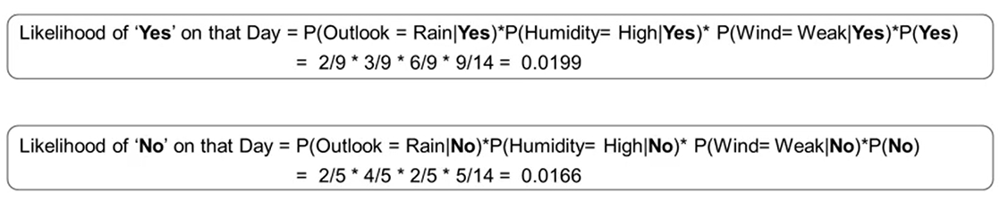 Likelihood of ‘Yes’ on that Day = P(Outlook = Rain|Yes)*P(Humidity= High|Yes)* P(Wind= Weak|Yes)*P(Yes)
= 2/9 * 3/9 * 6/9 * 9/14 = 0.0199
Likelihood of ‘No’ on that Day = P(Outlook = Rain|No)*P(Humidity= High|No)* P(Wind= Weak|No)*P(No)
= 2/5 * 4/5 * 2/5 * 5/14 = 0.0166